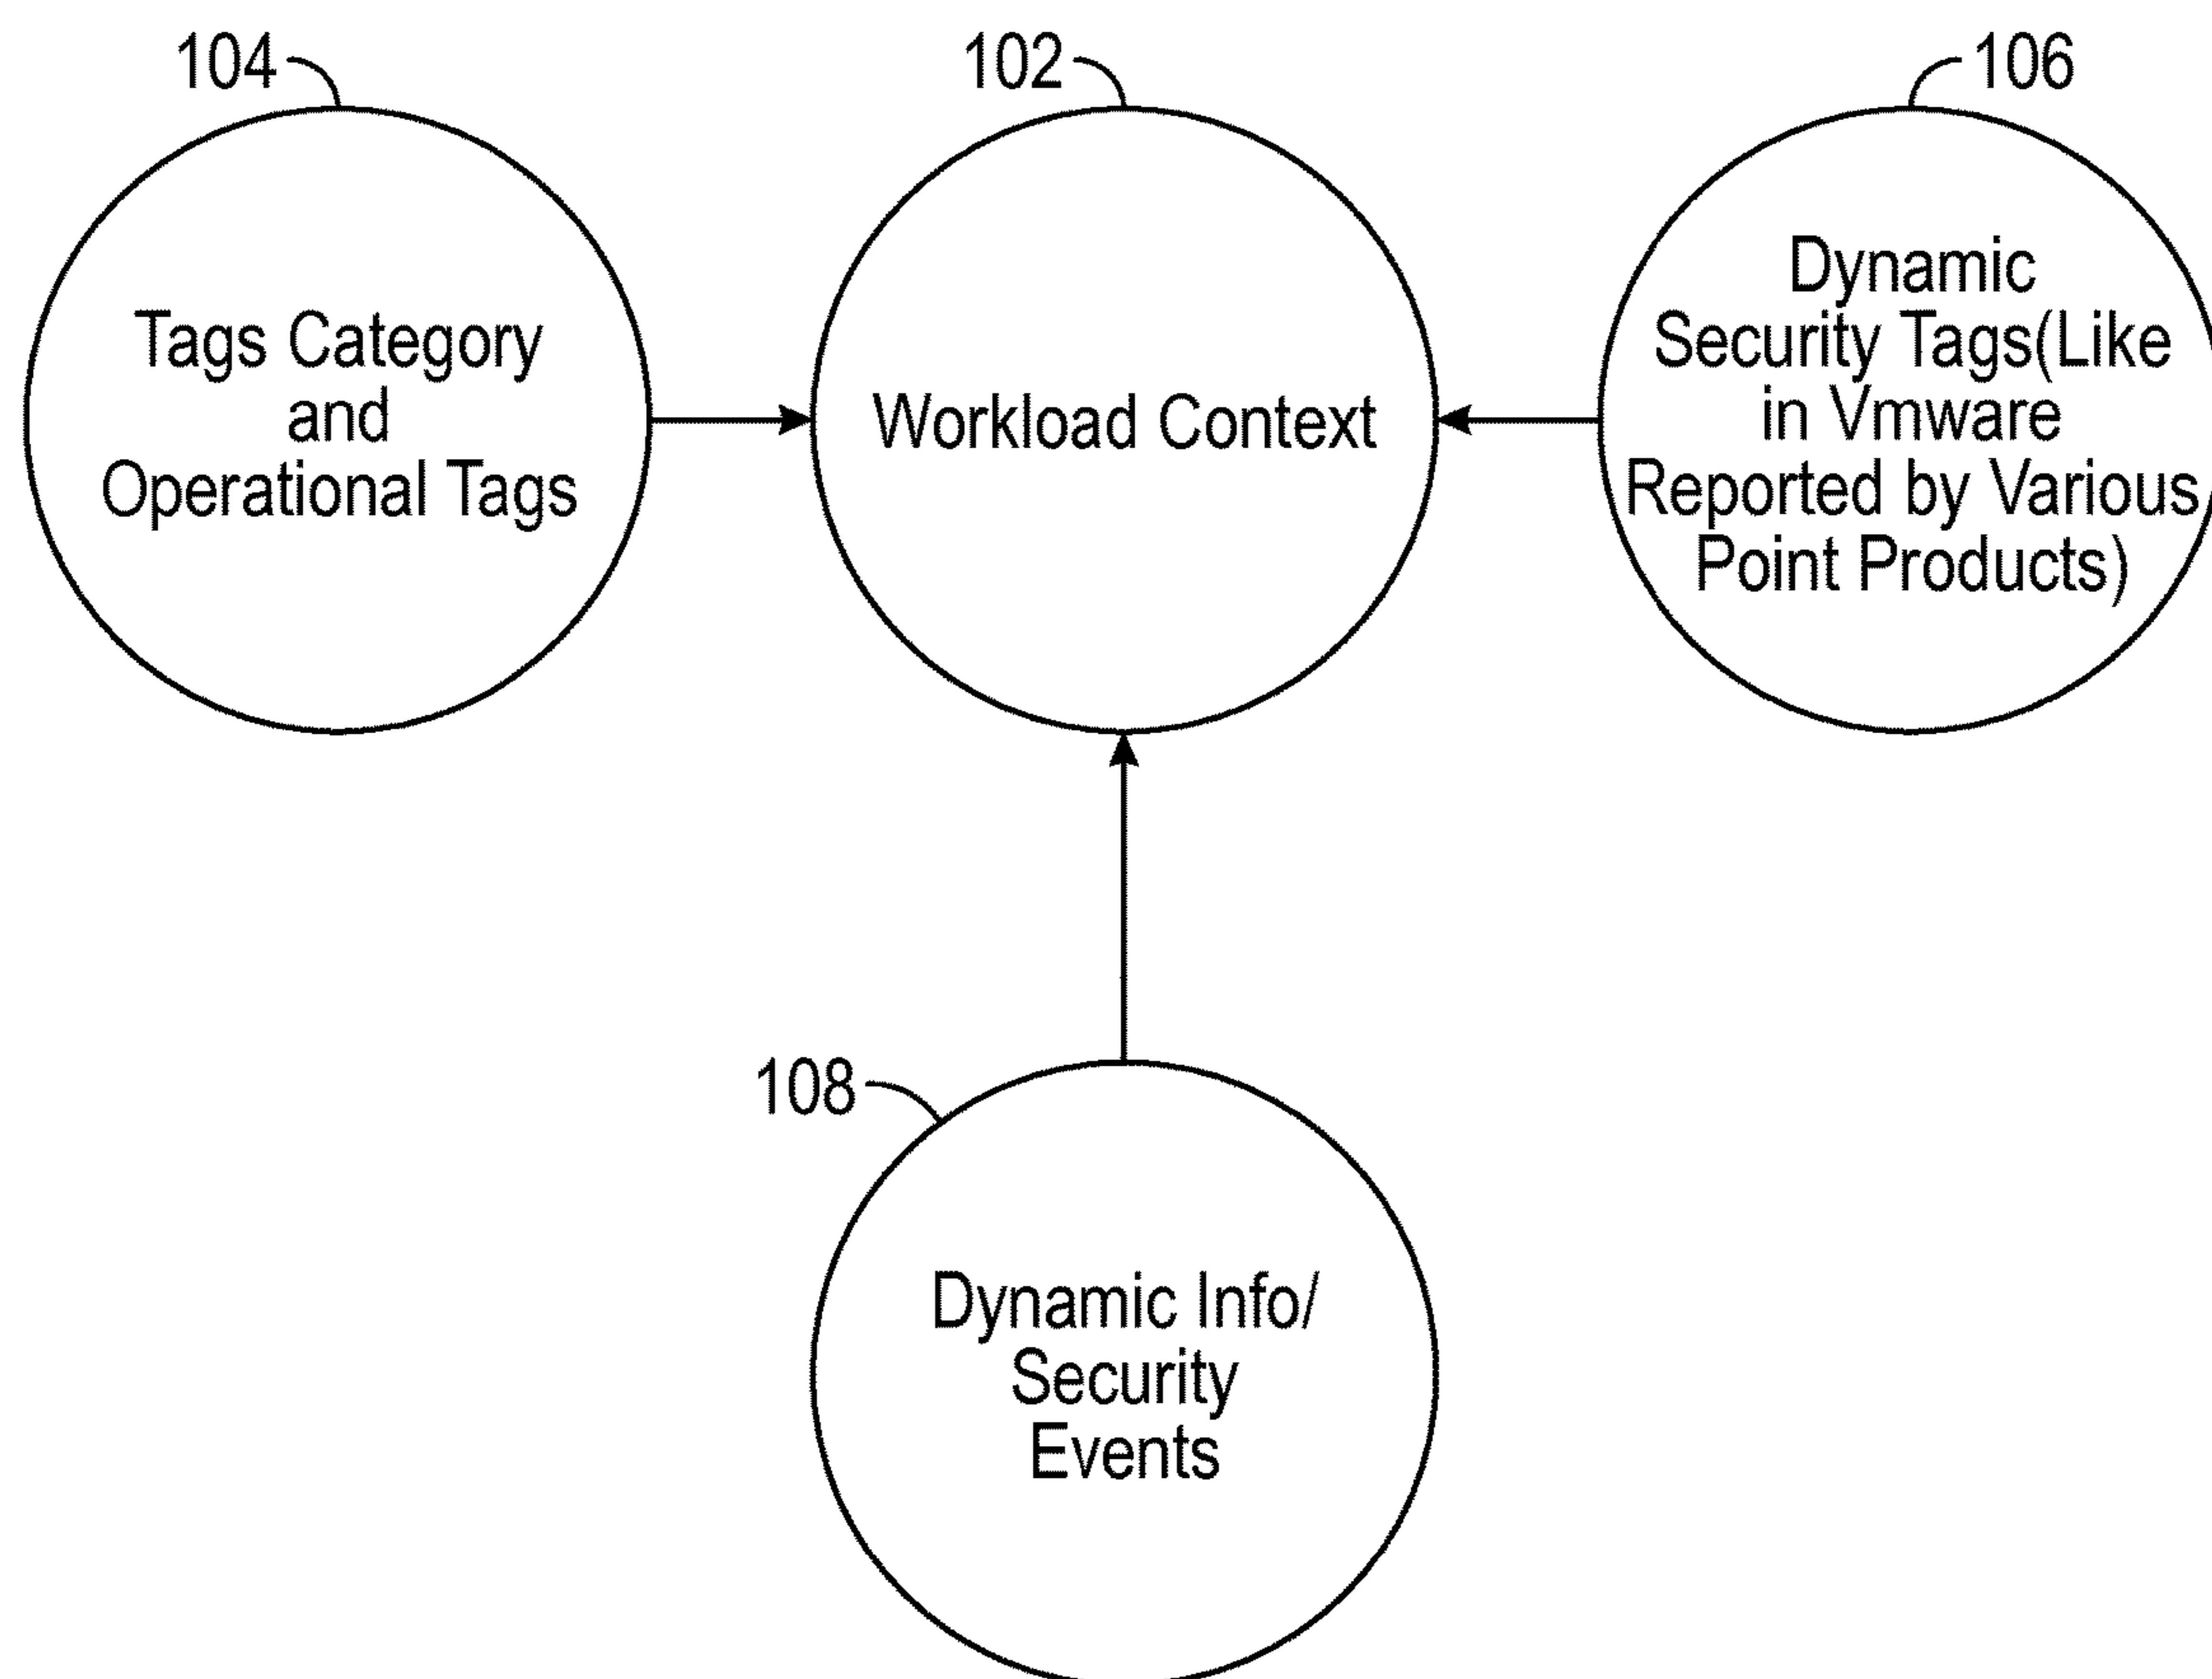 104
102
106
Tags Category
and
Operational Tags
Workload Context
Dynamic
Security Tags(Like
in Vmware
Reported by Various
Point Products)
108
Dynamic Info/
Security
Events